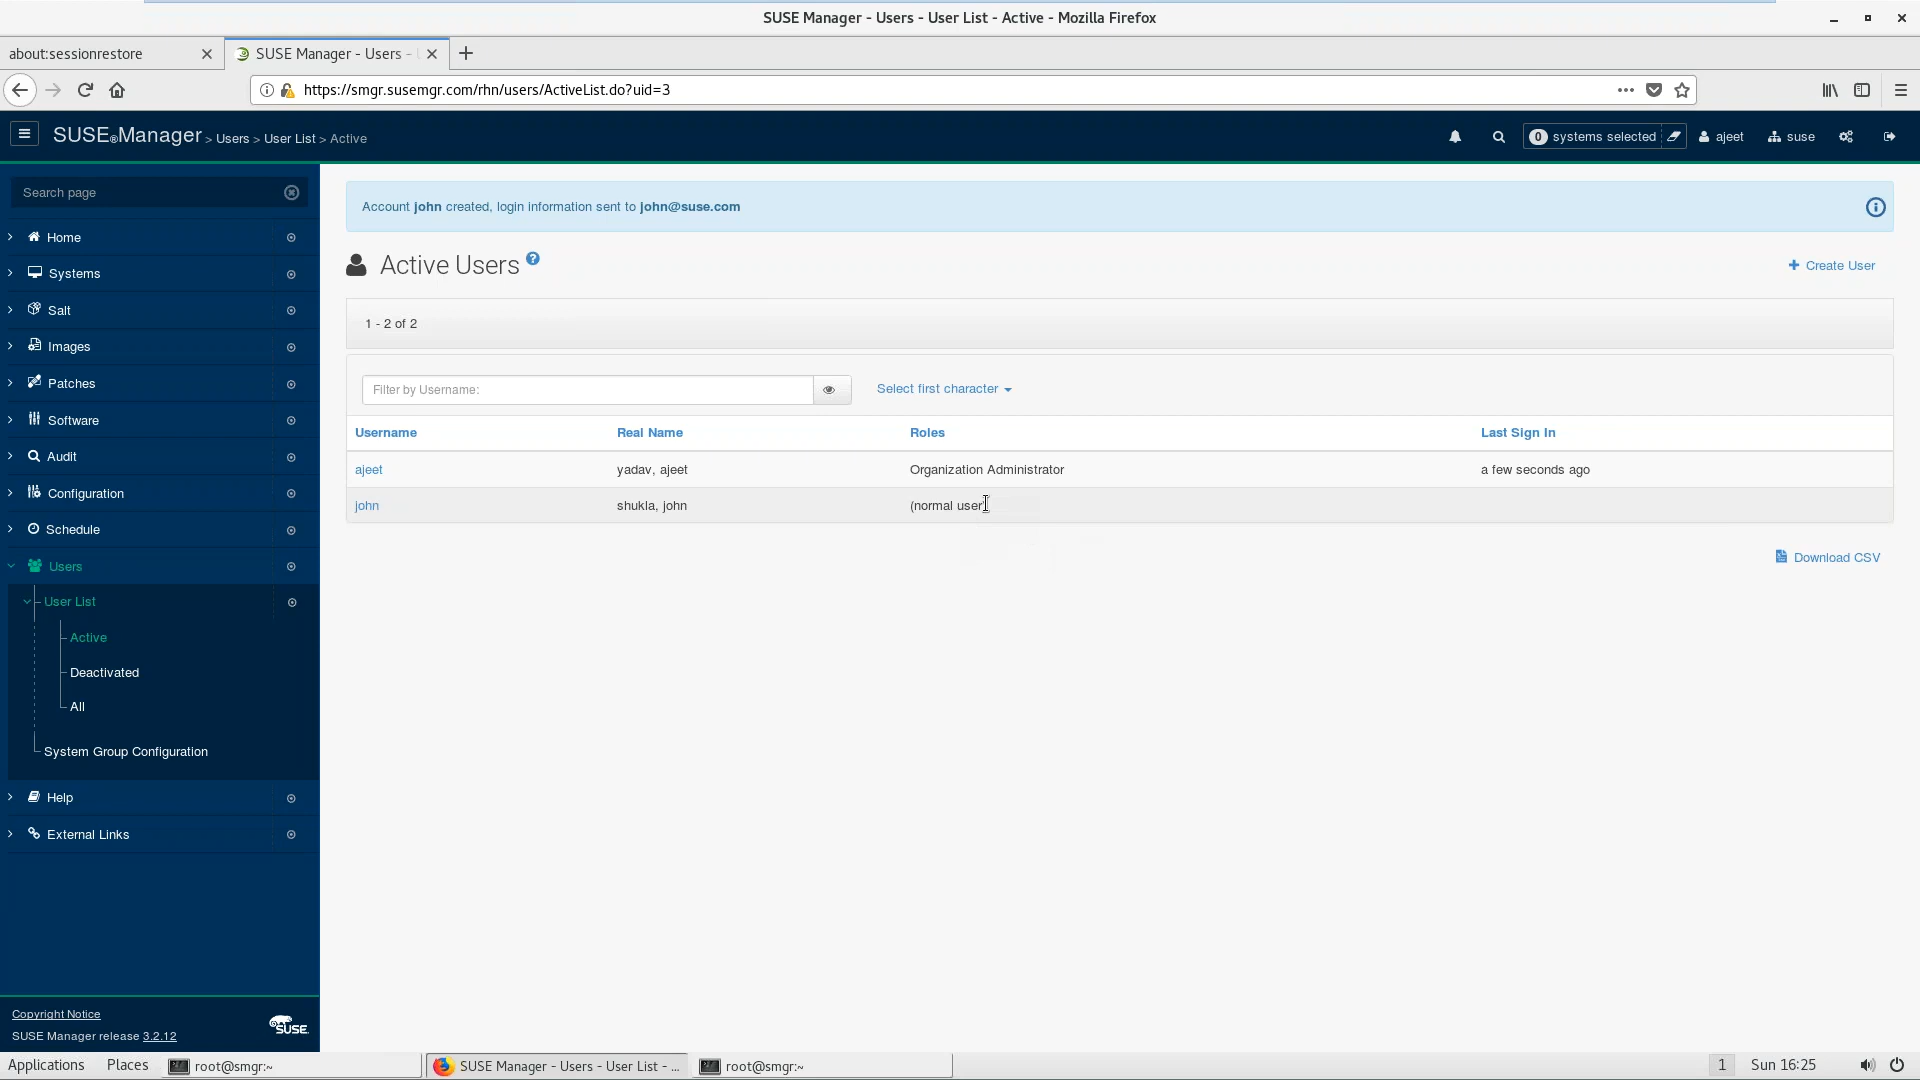 SUSE Manager - Users - User List - Active - Mozilla Firefox
about:sessionrestore
SUSE Manager - Users -
https://smgr.susemgr.com/rhn/users/ActiveList.do?uid=3
SUSE®Manager > Users > User List > Active
0 systems selected
ajeet
suse
Search page
Home
Systems
Salt
Images
Patches
Software
Audit
Configuration
Schedule
Users
User List
Active
Deactivated
All
System Group Configuration
Help
External Links
Copyright Notice
SUSE Manager release 3.2.12
SUSE
Account john created, login information sent to john@suse.com
Active Users ?
+ Create User
1 - 2 of 2
Filter by Username:
Select first character
Username Real Name Roles Last Sign In
ajeet yadav, ajeet Organization Administrator a few seconds ago
john shukla, john (normal user)
Download CSV
Applications Places root@smgr:~ SUSE Manager - Users - User List - ... root@smgr:~ 1 Sun 16:25